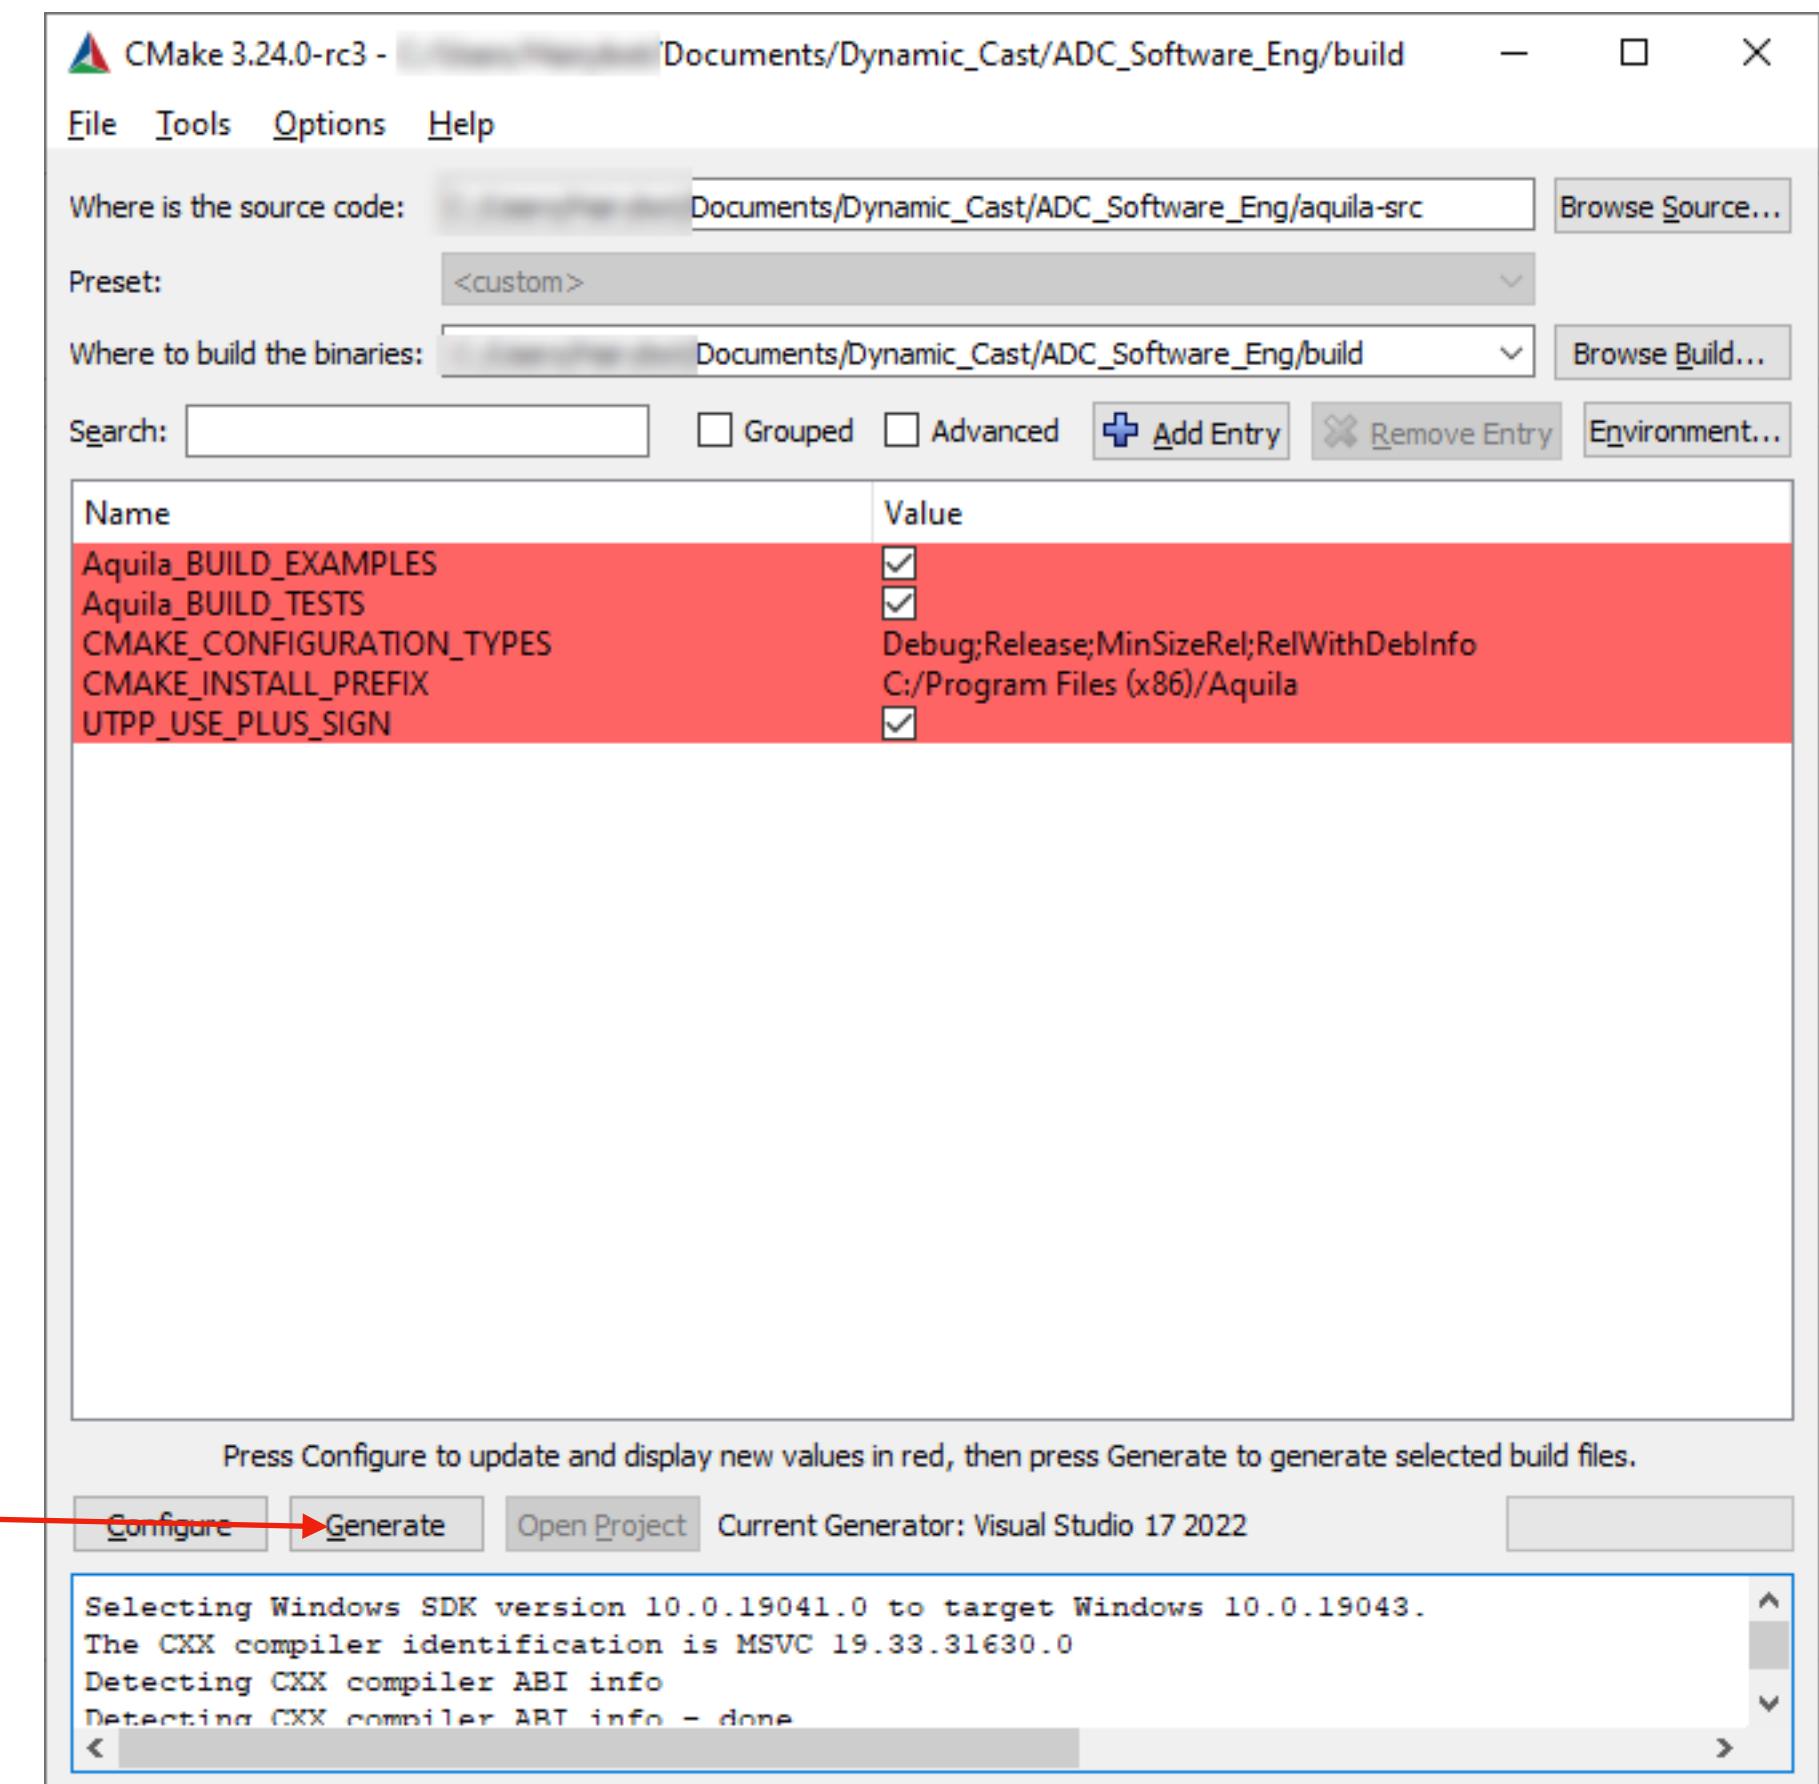 CMake 3.24.0-rc3 - /Documents/Dynamic_Cast/ADC_Software_Eng/build
File Tools Options Help
Where is the source code: Documents/Dynamic_Cast/ADC_Software_Eng/aquila-src Browse Source...
Preset: <custom>
Where to build the binaries: Documents/Dynamic_Cast/ADC_Software_Eng/build Browse Build...
Search: Grouped Advanced Add Entry Remove Entry Environment...
Name Value
Aquila_BUILD_EXAMPLES
Aquila_BUILD_TESTS
CMAKE_CONFIGURATION_TYPES Debug;Release;MinSizeRel;RelWithDebInfo
CMAKE_INSTALL_PREFIX C:/Program Files (x86)/Aquila
UTPP_USE_PLUS_SIGN
Press Configure to update and display new values in red, then press Generate to generate selected build files.
Configure Generate Open Project Current Generator: Visual Studio 17 2022
Selecting Windows SDK version 10.0.19041.0 to target Windows 10.0.19043.
The CXX compiler identification is MSVC 19.33.31630.0
Detecting CXX compiler ABI info
Detecting CXX compiler ABI info - done